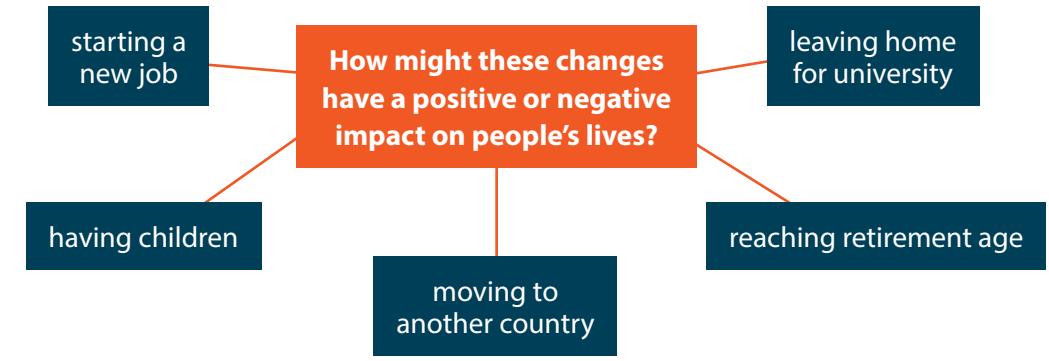 starting a
new job
How might these changes
have a positive or negative
impact on people’s lives?
leaving home
for university
having children
moving to
another country
reaching retirement age